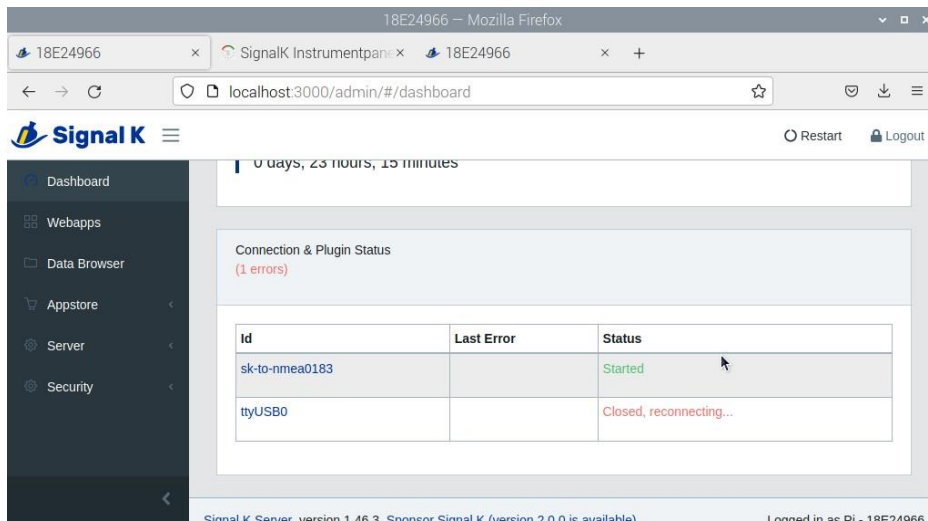 18E24966 — Mozilla Firefox
18E24966
SignalK Instrumentpane
18E24966
localhost:3000/admin/#/dashboard
Signal K
Restart
Logout
0 days, 23 hours, 15 minutes
Dashboard
Webapps
Data Browser
Appstore
Server
Security
Connection & Plugin Status
(1 errors)
Id Last Error Status
sk-to-nmea0183 Started
ttyUSB0 Closed, reconnecting...
Signal K Server version 1.46.3 Sponsor Signal K (version 2.0.0 is available)
Logged in as Pi - 18E24966